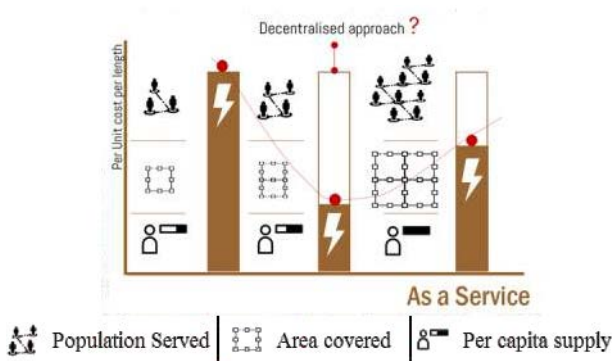 Decentralised approach ?
Per Unit cost per length
As a Service
Population Served
Area covered
Per capita supply